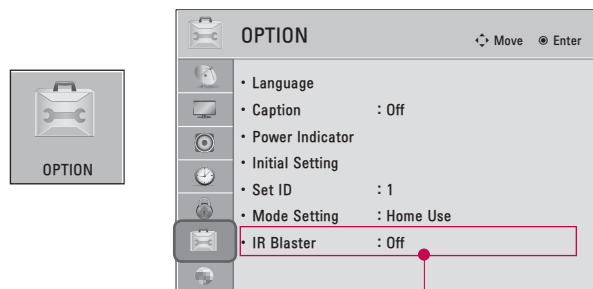 OPTION
OPTION
Move
Enter
• Language
• Caption : Off
• Power Indicator
• Initial Setting
• Set ID : 1
• Mode Setting : Home Use
• IR Blaster : Off